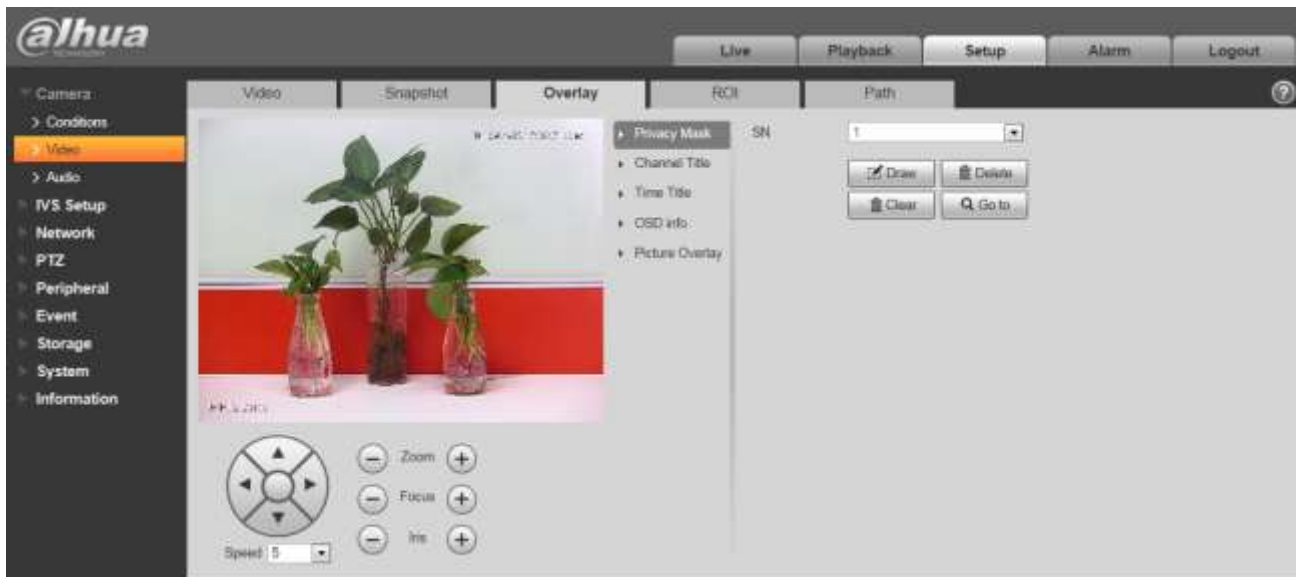 alhua
TECHNOLOGY
Live Playback Setup Alarm Logout
Camera
Conditions
Video
Audio
IVS Setup
Network
PTZ
Peripheral
Event
Storage
System
Information
Video Snapshot Overlay ROI Path
Privacy Mask
Channel Title
Time Title
OSD info
Picture Overlay
SN 1
Draw Delete
Clear Go to
Zoom
Focus
Iris
Speed 5